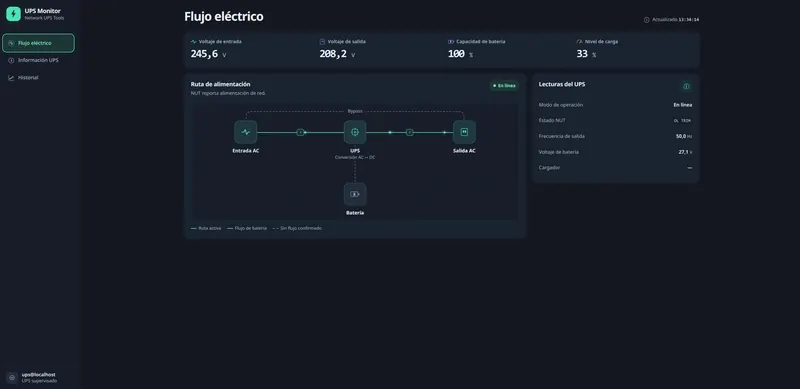 UPS Monitor
Network UPS Tools
Flujo eléctrico
Información UPS
Historial
ups@localhost
UPS supervisado
Flujo eléctrico
Actualizado 13:34:14
Voltaje de entrada
245,6 V
Voltaje de salida
208,2 V
Capacidad de batería
100 %
Nivel de carga
33 %
Ruta de alimentación
NUT reporta alimentación de red.
En línea
Bypass
Entrada AC
UPS
Conversión AC → DC
Salida AC
Batería
Ruta activa
Flujo de batería
Sin flujo confirmado
Lecturas del UPS
Modo de operación
En línea
Estado NUT
OL TRIM
Frecuencia de salida
50,0 Hz
Voltaje de batería
27,1 V
Cargador
—